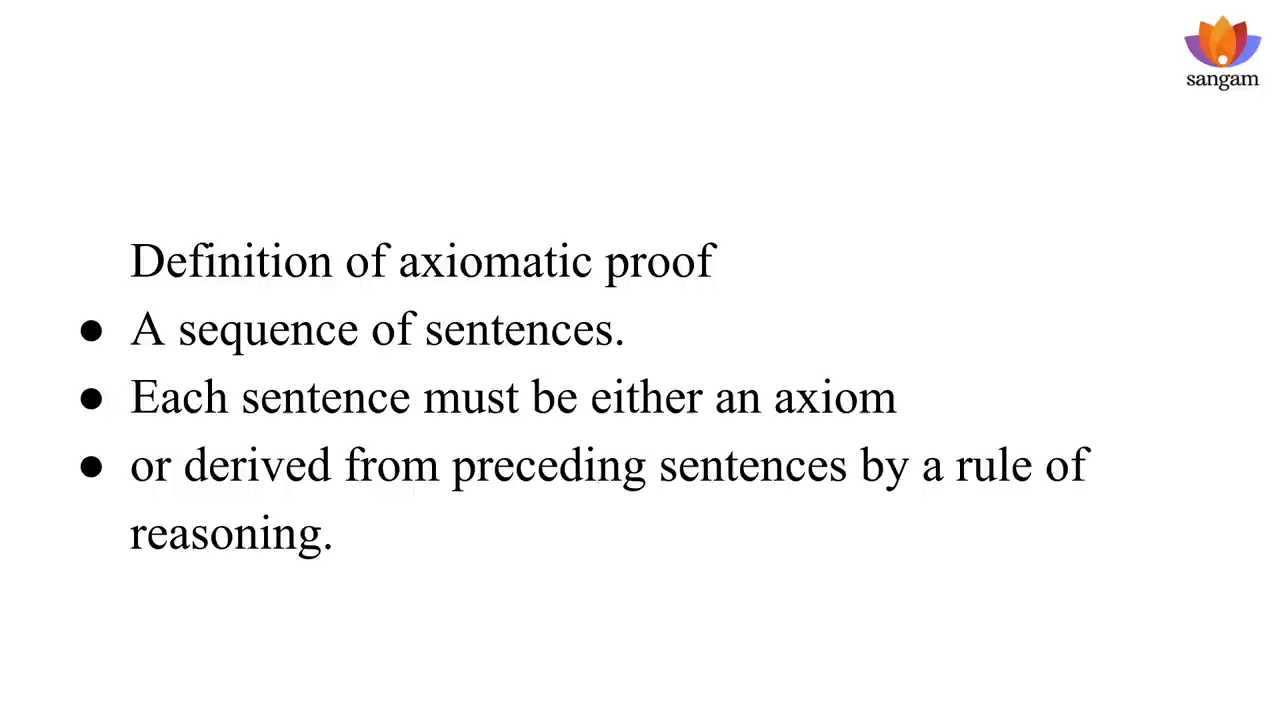 sangam
Definition of axiomatic proof
● A sequence of sentences.
● Each sentence must be either an axiom
● or derived from preceding sentences by a rule of
reasoning.